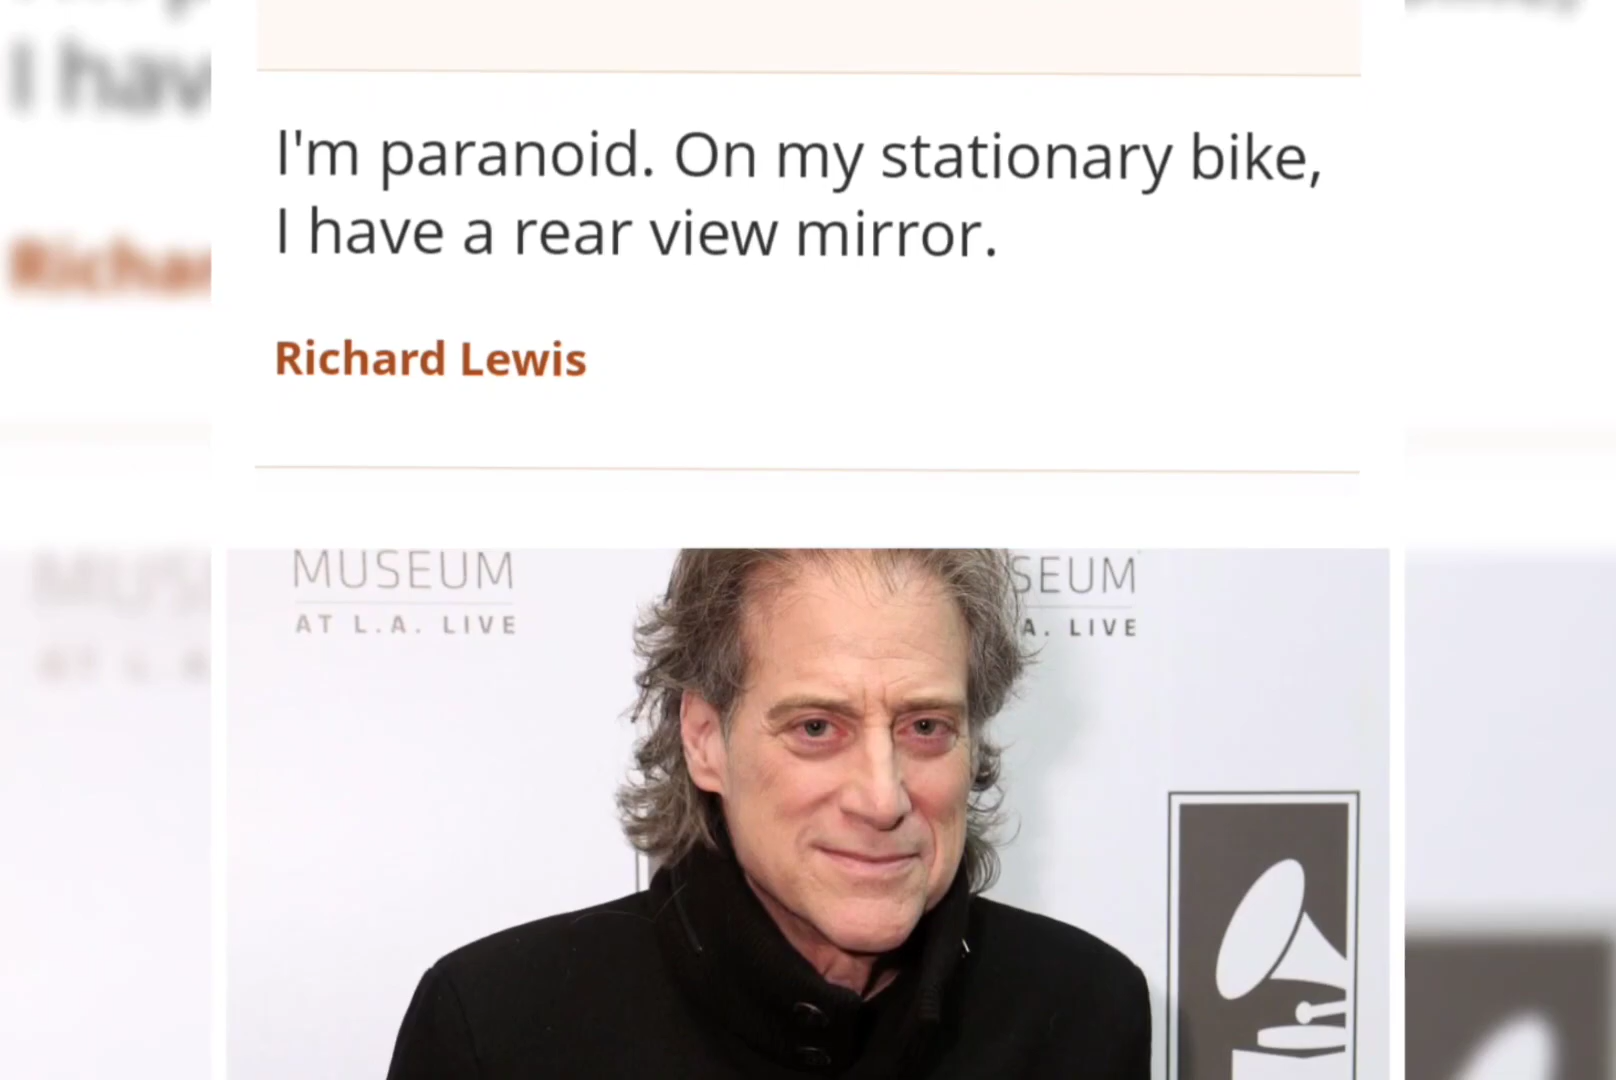 I'm paranoid. On my stationary bike,
I have a rear view mirror.
Richard Lewis
MUSEUM
AT L.A. LIVE
SEUM
A. LIVE